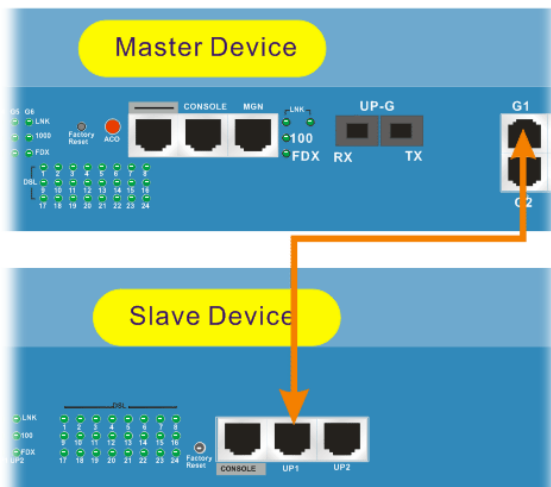 Master Device
CONSOLE MGN LNK UP-G G1
G5 G6 LNK
1000 Factory Reset ACO 100
FDX FDX RX TX
1 2 3 4 5 6 7 8
DSL
9 10 11 12 13 14 15 16
17 18 19 20 21 22 23 24
G2
Slave Device
DSL
LNK
1 2 3 4 5 6 7 8
100
9 10 11 12 13 14 15 16
FDX
UP2
17 18 19 20 21 22 23 24
Factory
Reset
CONSOLE UP1 UP2